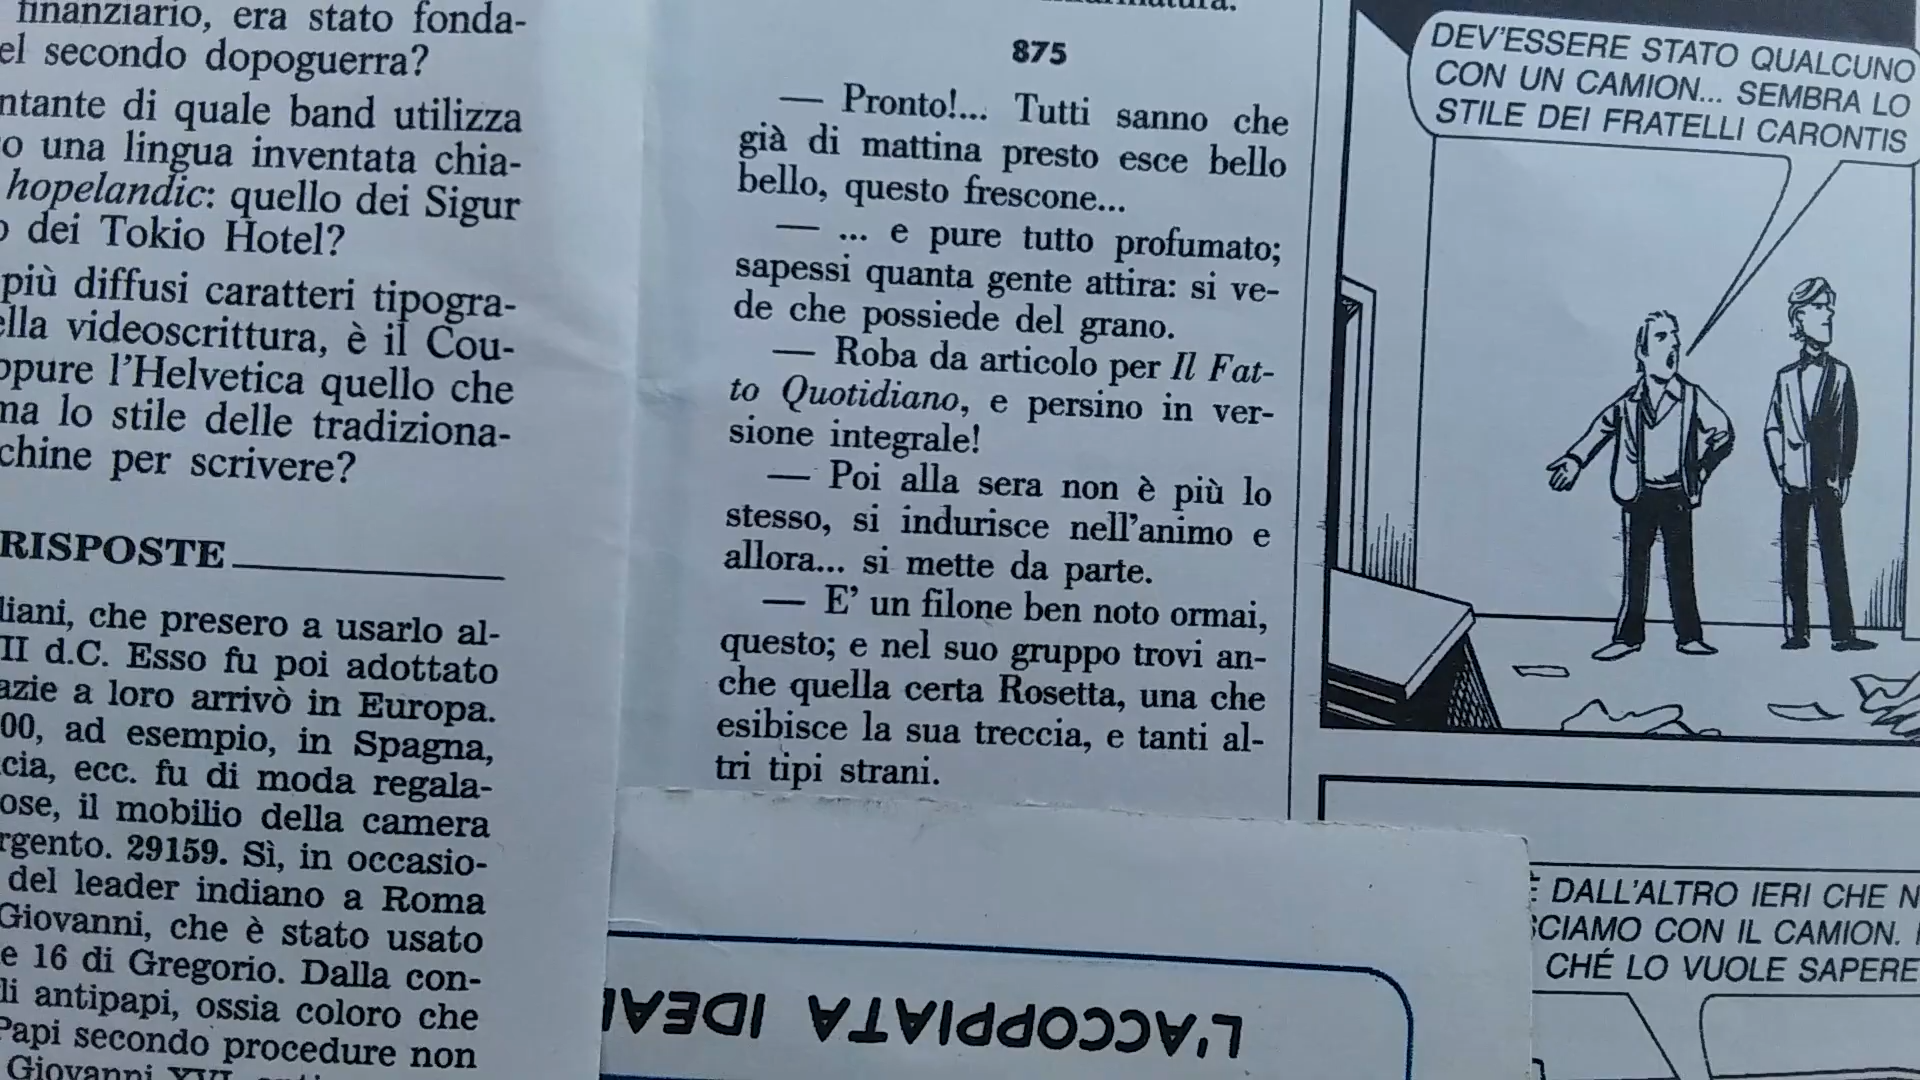 finanziario, era stato fonda-
el secondo dopoguerra?
ntante di quale band utilizza
o una lingua inventata chia-
hopelandic: quello dei Sigur
o dei Tokio Hotel?
più diffusi caratteri tipogra-
ella videoscrittura, è il Cou-
ppure l'Helvetica quello che
ma lo stile delle tradiziona-
chine per scrivere?
RISPOSTE
liani, che presero a usarlo al-
II d.C. Esso fu poi adottato
azie a loro arrivò in Europa.
00, ad esempio, in Spagna,
cia, ecc. fu di moda regala-
ose, il mobilio della camera
rgento. 29159. Sì, in occasio-
del leader indiano a Roma
Giovanni, che è stato usato
e 16 di Gregorio. Dalla con-
li antipapi, ossia coloro che
Papi secondo procedure non
Giovanni XVI,
875
— Pronto!... Tutti sanno che
già di mattina presto esce bello
bello, questo frescone...
— ... e pure tutto profumato;
sapessi quanta gente attira: si ve-
de che possiede del grano.
— Roba da articolo per Il Fat-
to Quotidiano, e persino in ver-
sione integrale!
— Poi alla sera non è più lo
stesso, si indurisce nell'animo e
allora... si mette da parte.
— E' un filone ben noto ormai,
questo; e nel suo gruppo trovi an-
che quella certa Rosetta, una che
esibisce la sua treccia, e tanti al-
tri tipi strani.
L'ACCOPPIATA IDEAL
DEV'ESSERE STATO QUALCUNO
CON UN CAMION... SEMBRA LO
STILE DEI FRATELLI CARONTIS
È DALL'ALTRO IERI CHE N
SCIAMO CON IL CAMION.
CHÉ LO VUOLE SAPERE